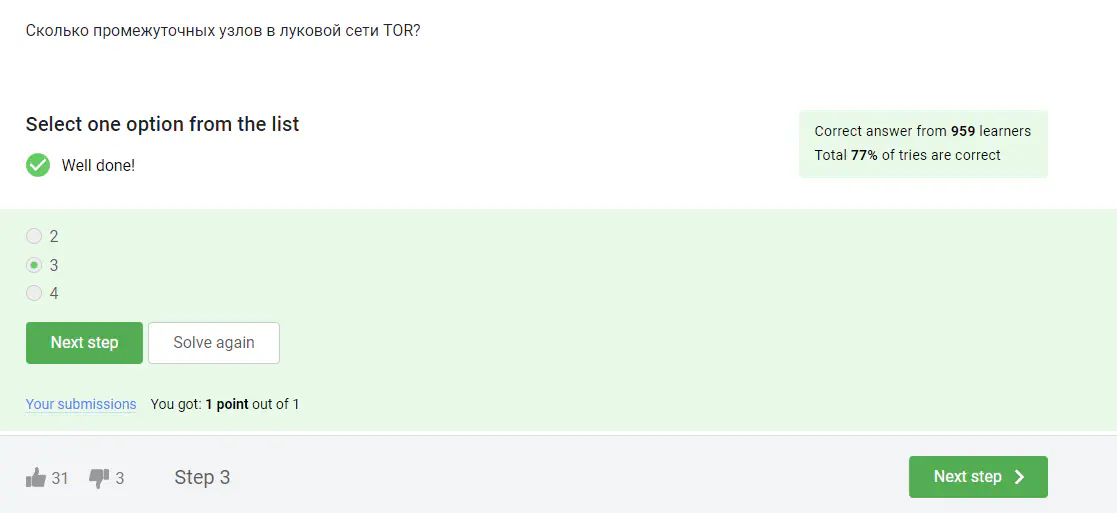 Сколько промежуточных узлов в луковой сети TOR?
Select one option from the list
Well done!
Correct answer from 959 learners
Total 77% of tries are correct
2
3
4
Next step
Solve again
Your submissions You got: 1 point out of 1
31
3
Step 3
Next step